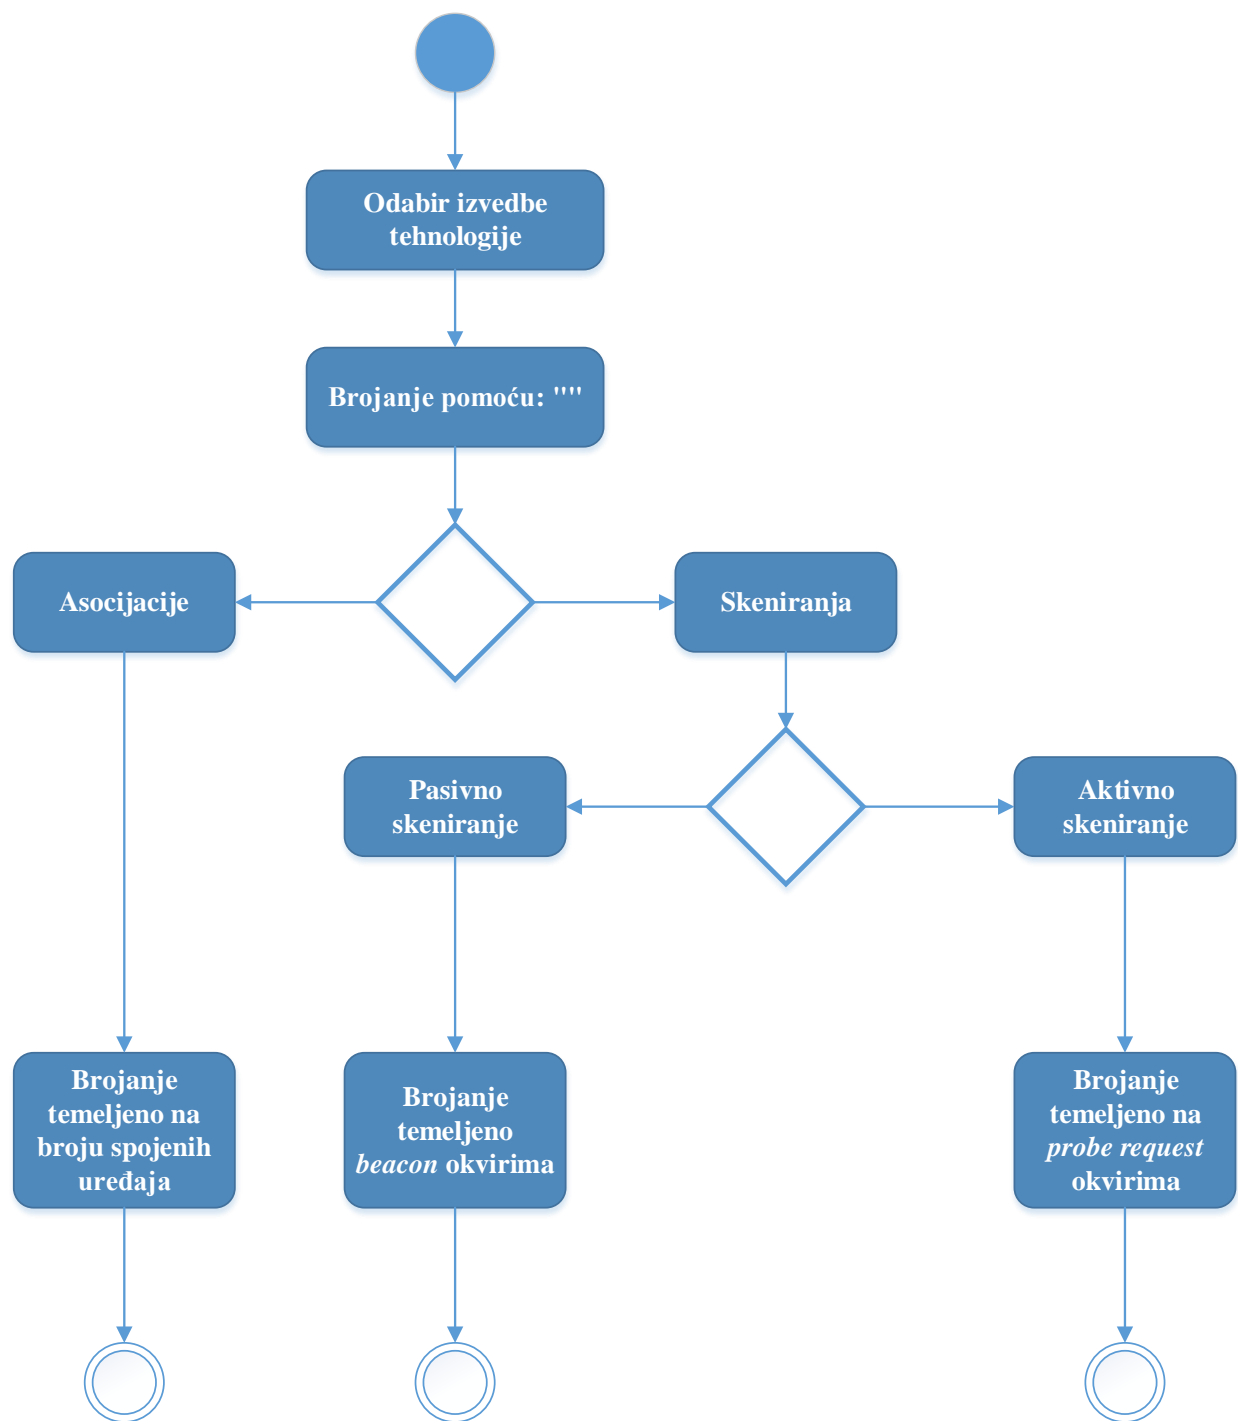 Odabir izvedbe
tehnologije
Brojanje pomoću: ""
Asocijacije
Skeniranja
Pasivno
skeniranje
Aktivno
skeniranje
Brojanje
temeljeno na
broju spojenih
uređaja
Brojanje
temeljeno
beacon okvirima
Brojanje
temeljeno na
probe request
okvirima